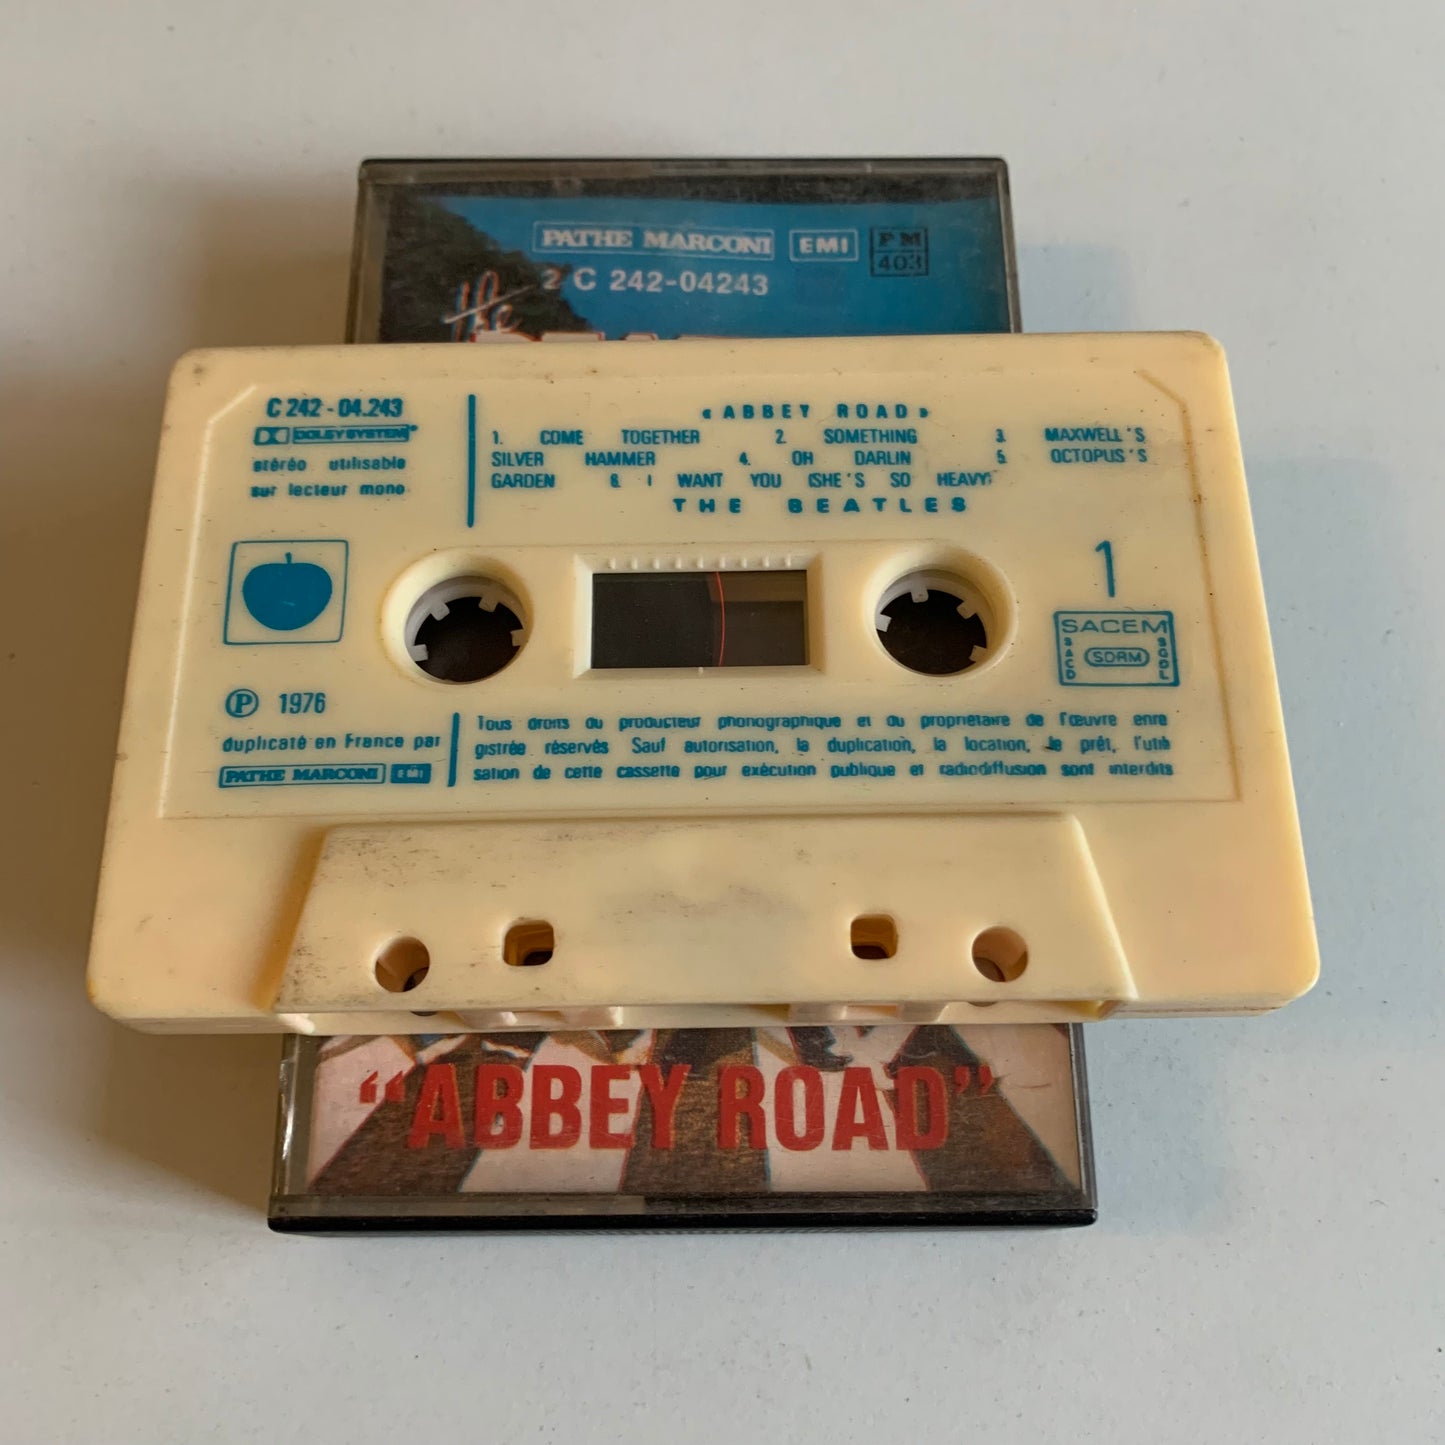 PATHE MARCONI EMI PM 403
2 C 242-04243
the
C 242 - 04.243
DOLBY SYSTEM
stéréo utilisable
sur lecteur mono
« ABBEY ROAD »
1. COME TOGETHER 2. SOMETHING 3. MAXWELL'S
SILVER HAMMER 4. OH DARLIN 5. OCTOPUS'S
GARDEN 6. I WANT YOU (SHE'S SO HEAVY)
THE BEATLES
1
SACEM
SACD SDRM SGDL
Ⓟ 1976
duplicaté en France par
PATHE MARCONI EMI
Tous droits du producteur phonographique et du propriétaire de l'œuvre enre
gistrée réservés Sauf autorisation, la duplication, la location, le prêt, l'utili
sation de cette cassette pour exécution publique et radiodiffusion sont interdits
"ABBEY ROAD"